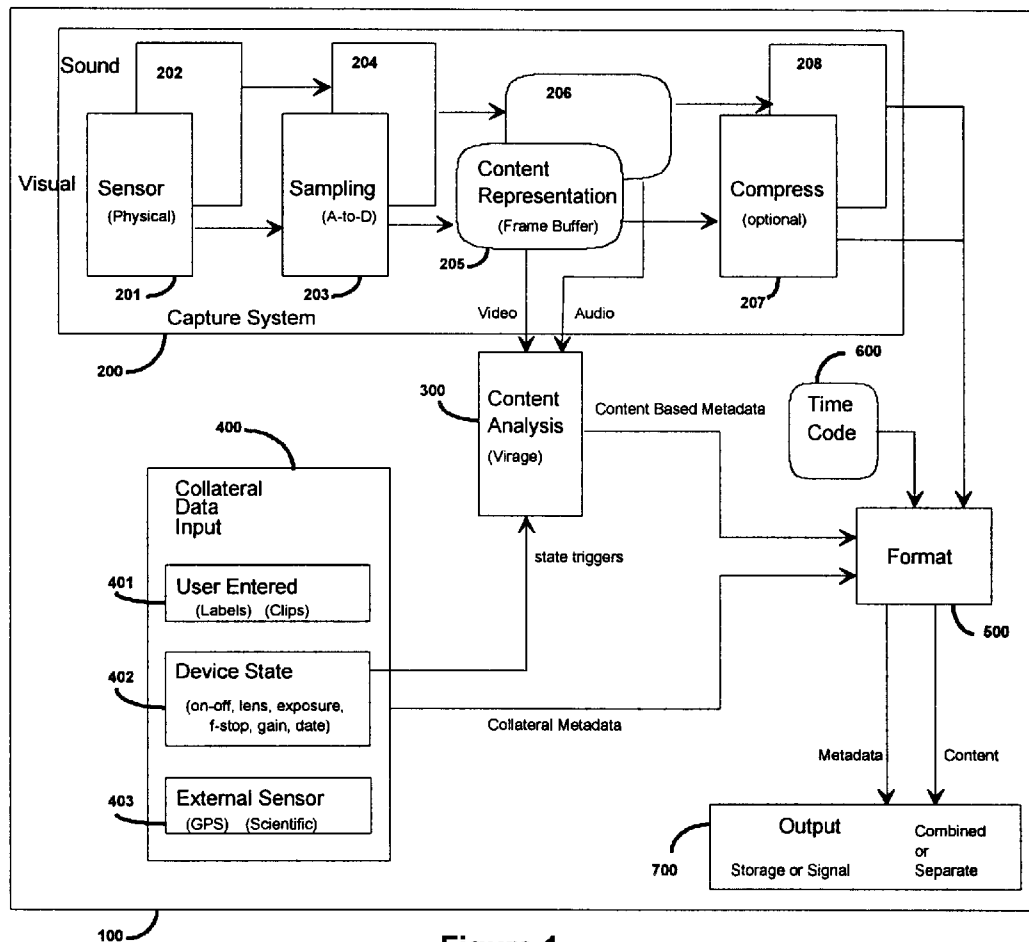 Sound
202
204
206
208
Visual
Sensor
(Physical)
Sampling
(A-to-D)
Content
Representation
(Frame Buffer)
Compress
(optional)
201
203
205
207
Capture System
200
Video
Audio
300
Content
Analysis
(Virage)
Content Based Metadata
600
Time
Code
400
Collateral
Data
Input
state triggers
Format
500
401
User Entered
(Labels) (Clips)
402
Device State
(on-off, lens, exposure,
f-stop, gain, date)
Collateral Metadata
Metadata
Content
403
External Sensor
(GPS) (Scientific)
700
Output
Storage or Signal
Combined
or
Separate
100
Figure 1